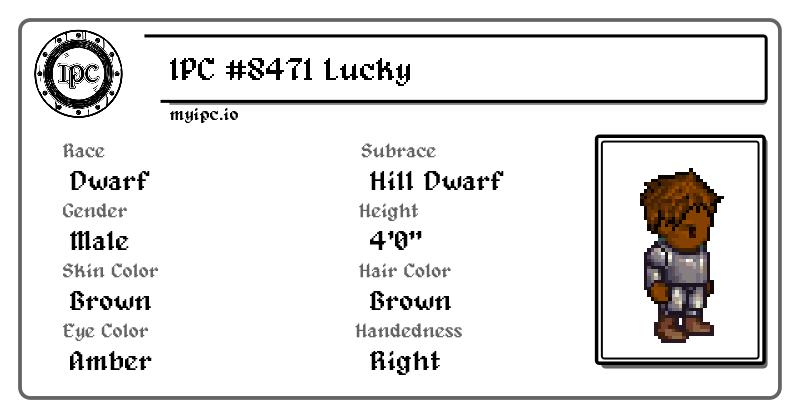 IPC
IPC #8471 Lucky
myipc.io
Race
Subrace
Dwarf
Hill Dwarf
Gender
Height
Male
4'0"
Skin Color
Hair Color
Brown
Brown
Eye Color
Handedness
Amber
Right